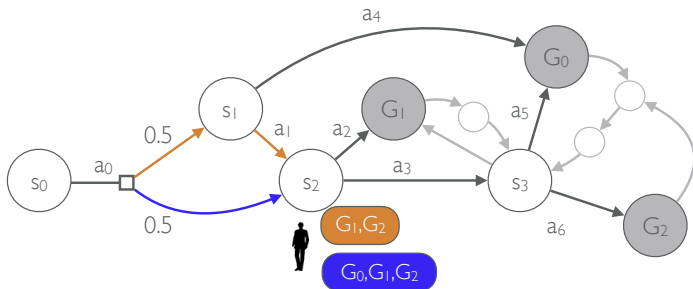 a₄
G₀
s₁
G₁
0.5
a₁
a₂
a₅
a₀
a₃
s₀
s₂
s₃
0.5
G₁,G₂
a₆
G₂
G₀,G₁,G₂